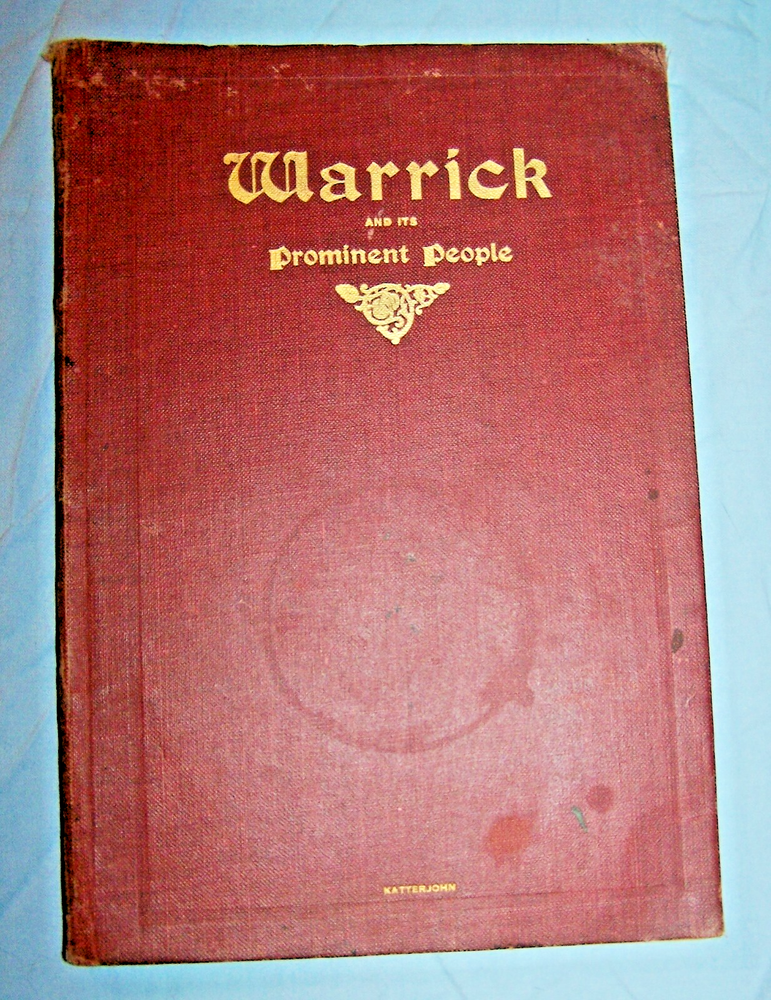 Warrick
AND ITS
Prominent People
KATTERJOHN